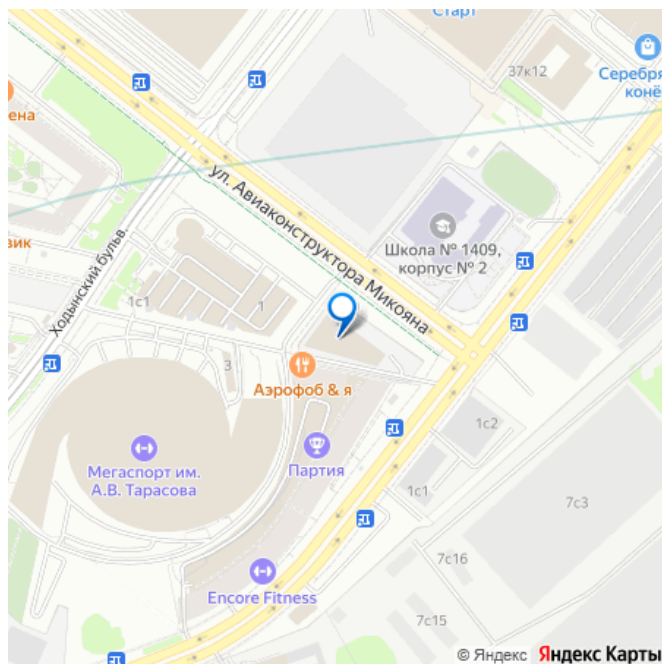 Старт
37к12
Серебря
конё
ена
ул. Авиаконструктора Микояна
Школа № 1409,
корпус № 2
вик
Ходынский бульв.
1с1
1
3
Аэрофоб & я
Мегаспорт им.
А.В. Тарасова
Партия
1с2
1с1
7с3
7с16
Encore Fitness
7с15
© Яндекс Яндекс Карты